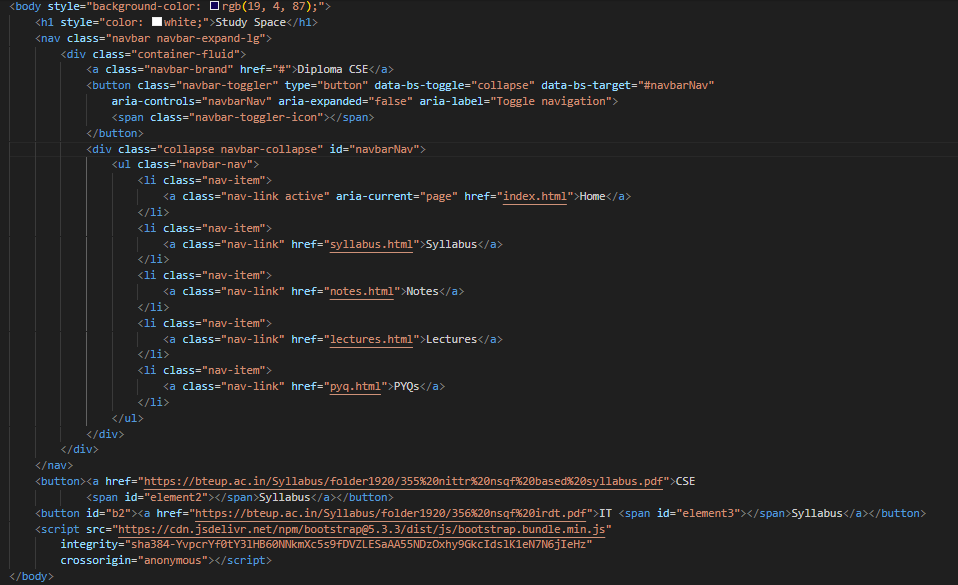 <body style="background-color: rgb(19, 4, 87);">
<h1 style="color: white;">Study Space</h1>
<nav class="navbar navbar-expand-lg">
<div class="container-fluid">
<a class="navbar-brand" href="#">Diploma CSE</a>
<button class="navbar-toggler" type="button" data-bs-toggle="collapse" data-bs-target="#navbarNav"
aria-controls="navbarNav" aria-expanded="false" aria-label="Toggle navigation">
<span class="navbar-toggler-icon"></span>
</button>
<div class="collapse navbar-collapse" id="navbarNav">
<ul class="navbar-nav">
<li class="nav-item">
<a class="nav-link active" aria-current="page" href="index.html">Home</a>
</li>
<li class="nav-item">
<a class="nav-link" href="syllabus.html">Syllabus</a>
</li>
<li class="nav-item">
<a class="nav-link" href="notes.html">Notes</a>
</li>
<li class="nav-item">
<a class="nav-link" href="lectures.html">Lectures</a>
</li>
<li class="nav-item">
<a class="nav-link" href="pyq.html">PYQs</a>
</li>
</ul>
</div>
</div>
</nav>
<button><a href="https://bteup.ac.in/Syllabus/folder1920/355%20nittr%20nsqf%20based%20syllabus.pdf">CSE
<span id="element2"></span>Syllabus</a></button>
<button id="b2"><a href="https://bteup.ac.in/Syllabus/folder1920/356%20nsqf%20irdt.pdf">IT <span id="element3"></span>Syllabus</a></button>
<script src="https://cdn.jsdelivr.net/npm/bootstrap@5.3.3/dist/js/bootstrap.bundle.min.js"
integrity="sha384-YvpcrYf0tY3lHB60NNkmXc5s9fDVZLESaAA55NDzOxhy9GkcIdslK1eN7N6jIeHz"
crossorigin="anonymous"></script>
</body>